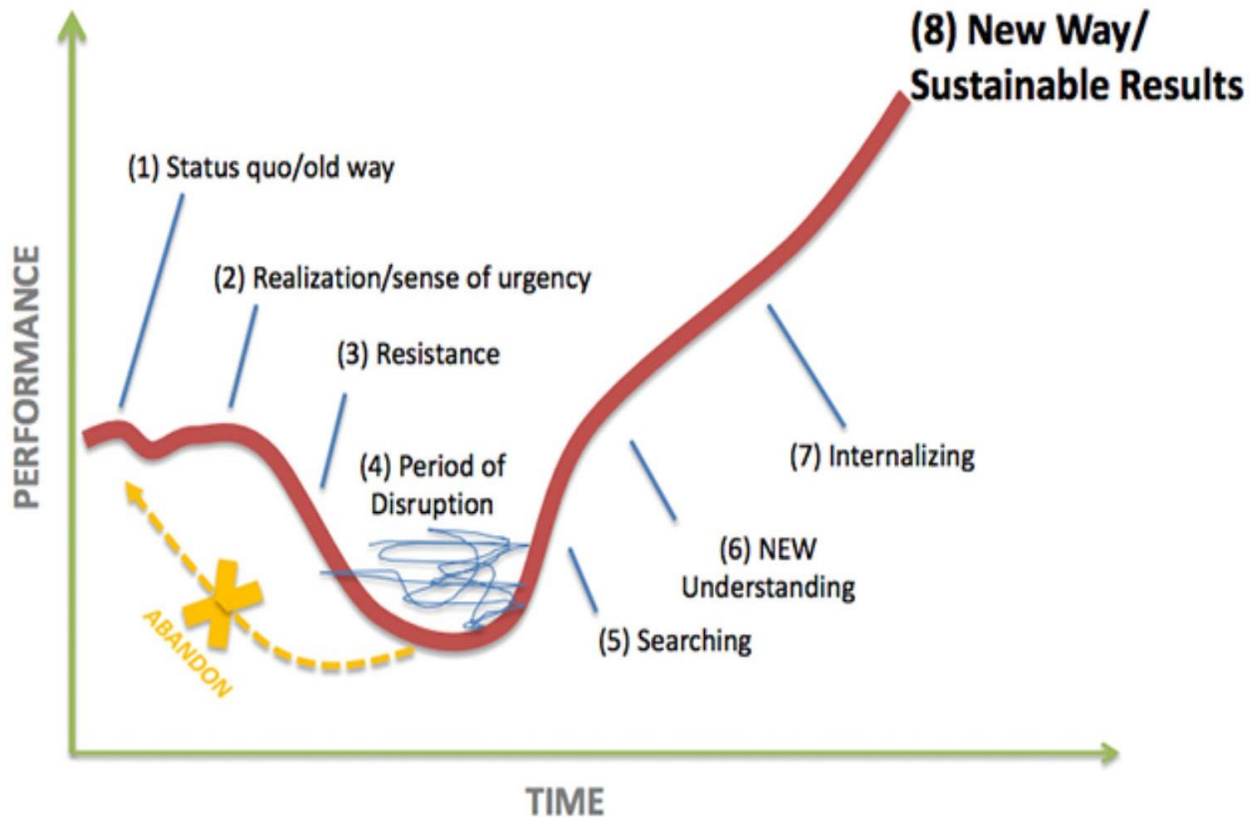 (8) New Way/
Sustainable Results
(1) Status quo/old way
(2) Realization/sense of urgency
(3) Resistance
(4) Period of
Disruption
(7) Internalizing
(6) NEW
Understanding
(5) Searching
ABANDON
PERFORMANCE
TIME